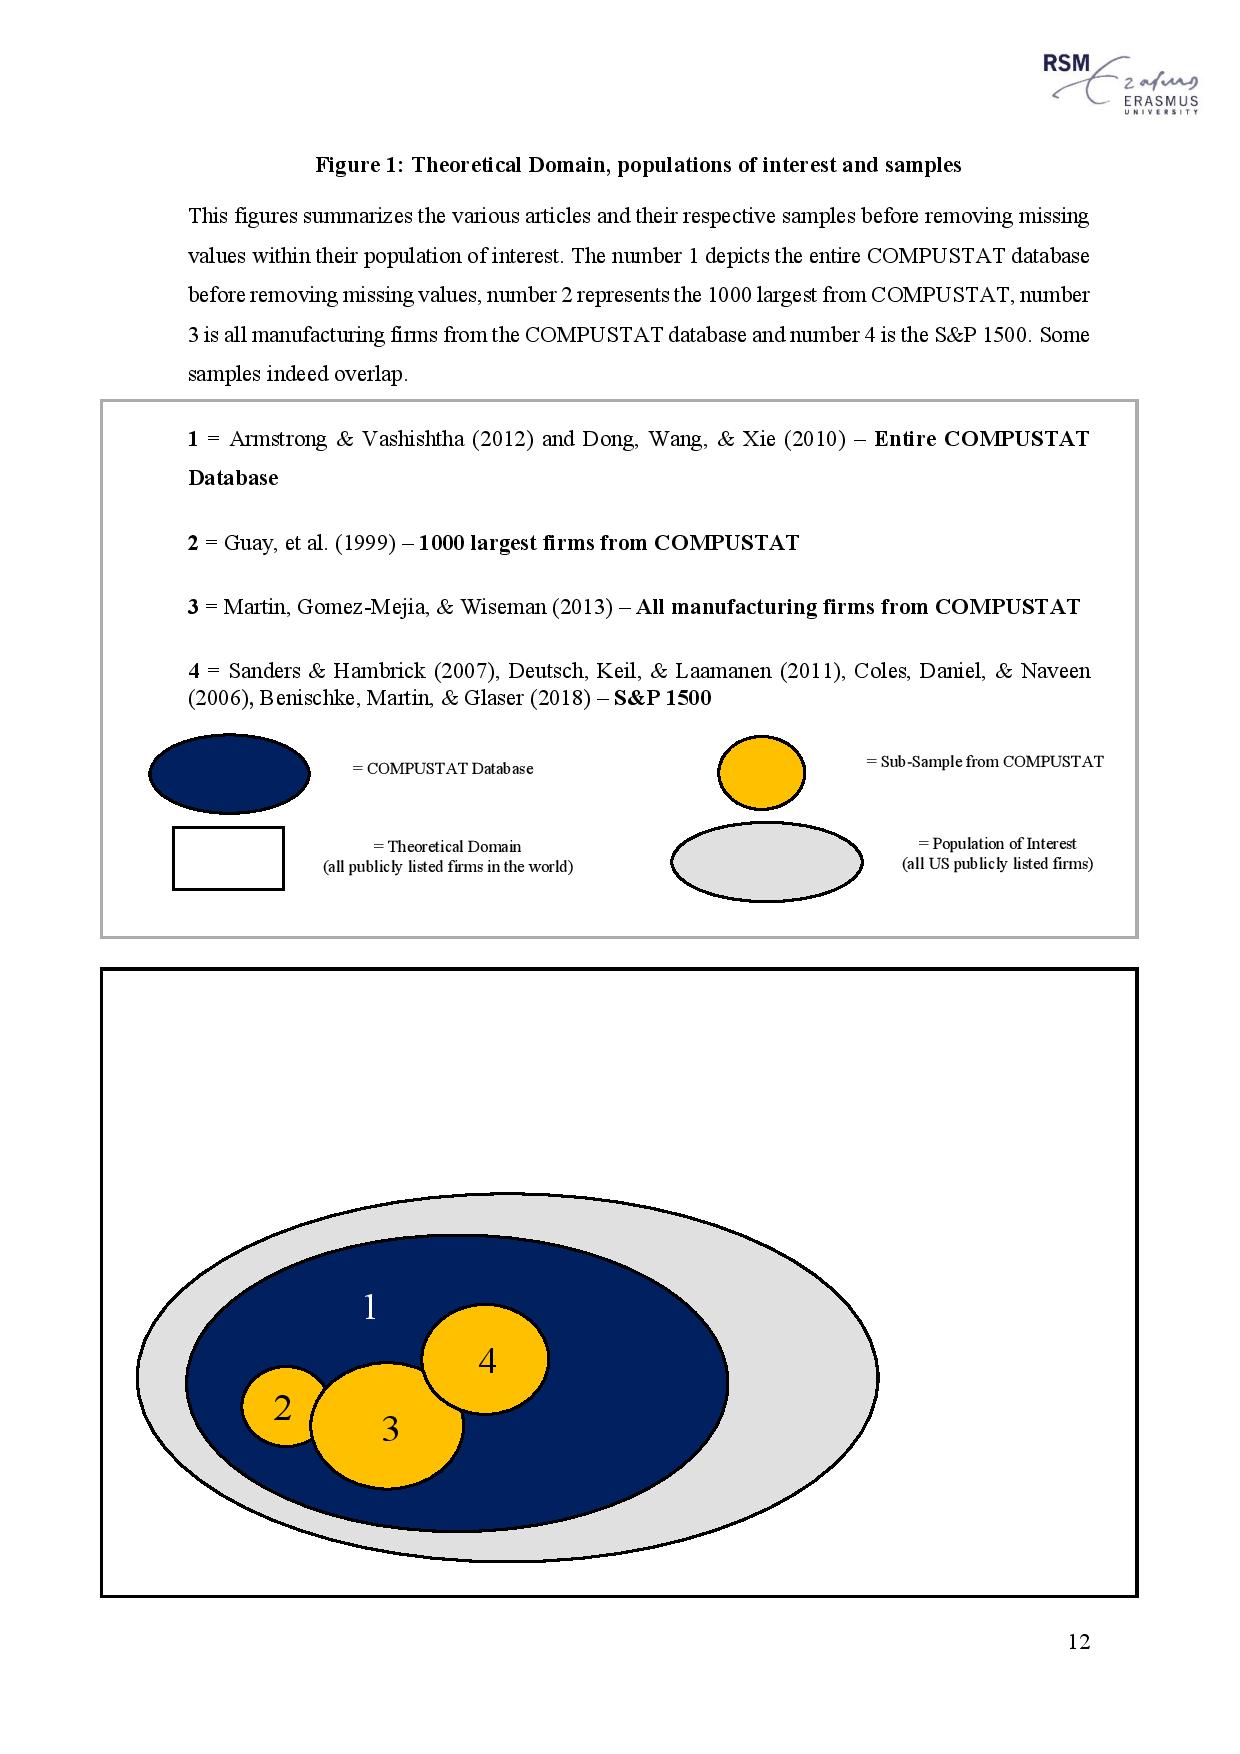 RSM
Erasmus
ERASMUS
UNIVERSITY
Figure 1: Theoretical Domain, populations of interest and samples
This figures summarizes the various articles and their respective samples before removing missing
values within their population of interest. The number 1 depicts the entire COMPUSTAT database
before removing missing values, number 2 represents the 1000 largest from COMPUSTAT, number
3 is all manufacturing firms from the COMPUSTAT database and number 4 is the S&P 1500. Some
samples indeed overlap.
1 = Armstrong & Vashishtha (2012) and Dong, Wang, & Xie (2010) – Entire COMPUSTAT
Database
2 = Guay, et al. (1999) – 1000 largest firms from COMPUSTAT
3 = Martin, Gomez-Mejia, & Wiseman (2013) – All manufacturing firms from COMPUSTAT
4 = Sanders & Hambrick (2007), Deutsch, Keil, & Laamanen (2011), Coles, Daniel, & Naveen
(2006), Benischke, Martin, & Glaser (2018) – S&P 1500
= COMPUSTAT Database
= Sub-Sample from COMPUSTAT
= Theoretical Domain
(all publicly listed firms in the world)
= Population of Interest
(all US publicly listed firms)
1
4
2
3
12